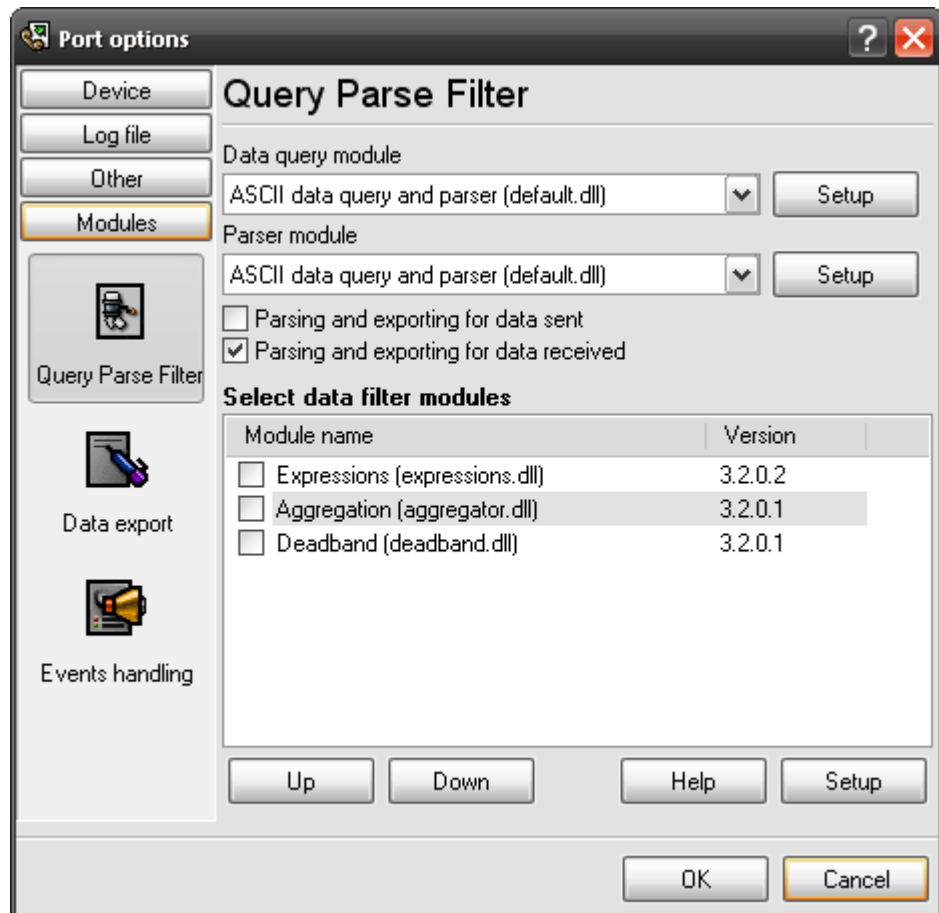 Port options
Device
Log file
Other
Modules
Query Parse Filter
Data export
Events handling
Query Parse Filter
Data query module
ASCII data query and parser (default.dll)
Setup
Parser module
ASCII data query and parser (default.dll)
Setup
Parsing and exporting for data sent
Parsing and exporting for data received
Select data filter modules
Module name Version
Expressions (expressions.dll) 3.2.0.2
Aggregation (aggregator.dll) 3.2.0.1
Deadband (deadband.dll) 3.2.0.1
Up Down Help Setup
OK Cancel